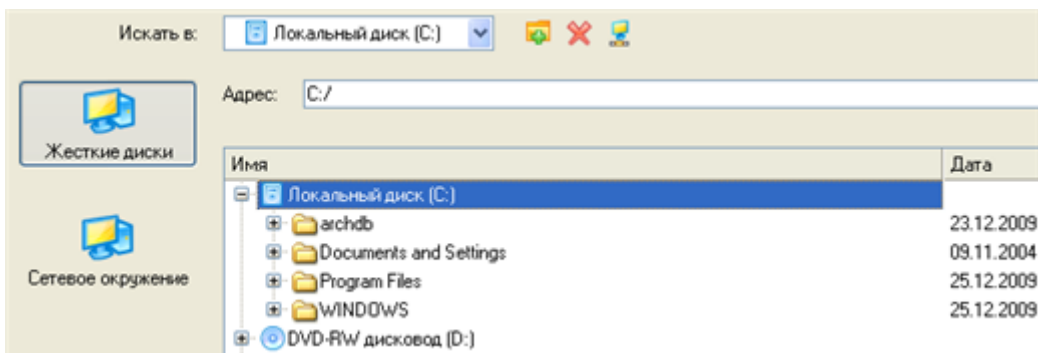 Искать в: Локальный диск (C:)
Адрес: C:/
Жесткие диски
Сетевое окружение
Имя Дата
Локальный диск (C:)
archdb 23.12.2009
Documents and Settings 09.11.2004
Program Files 25.12.2009
WINDOWS 25.12.2009
DVD-RW дисковод (D:)